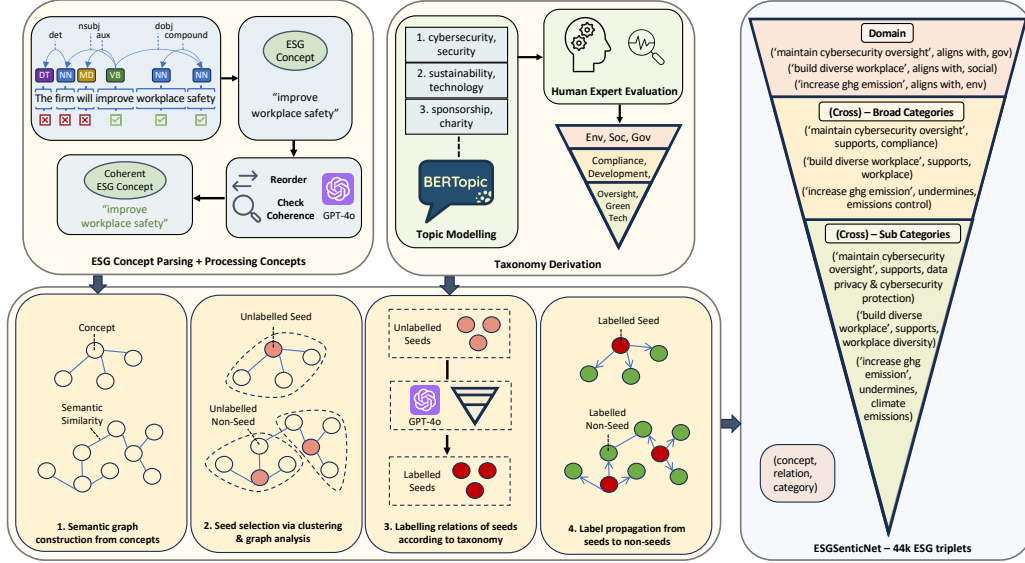 det
nsubj
aux
dobj
compound
DT
NN
MD
VB
NN
NN
The firm will improve workplace safety
ESG
Concept
“improve
workplace safety”
Coherent
ESG Concept
“improve
workplace safety”
Reorder
Check
Coherence
GPT-4o
ESG Concept Parsing + Processing Concepts
1. cybersecurity,
security
2. sustainability,
technology
3. sponsorship,
charity
BERTopic
Topic Modelling
Human Expert Evaluation
Env, Soc, Gov
Compliance,
Development,
Oversight,
Green
Tech
Taxonomy Derivation
Concept
Semantic
Similarity
1. Semantic graph
construction from concepts
Unlabelled Seed
Unlabelled
Non-Seed
2. Seed selection via clustering
& graph analysis
Unlabelled
Seeds
GPT-4o
Labelled
Seeds
3. Labelling relations of seeds
according to taxonomy
Labelled Seed
Labelled
Non-Seed
4. Label propagation from
seeds to non-seeds
Domain
(‘maintain cybersecurity oversight’, aligns with, gov)
(‘build diverse workplace’, aligns with, social)
(‘increase ghg emission’, aligns with, env)
(Cross) – Broad Categories
(‘maintain cybersecurity oversight’,
supports, compliance)
(‘build diverse workplace’, supports,
workplace)
(‘increase ghg emission’, undermines,
emissions control)
(Cross) – Sub Categories
(‘maintain cybersecurity
oversight’, supports, data
privacy & cybersecurity
protection)
(‘build diverse
workplace’, supports,
workplace diversity)
(‘increase ghg
emission’,
undermines,
climate
emissions)
(concept,
relation,
category)
ESGSenticNet – 44k ESG triplets